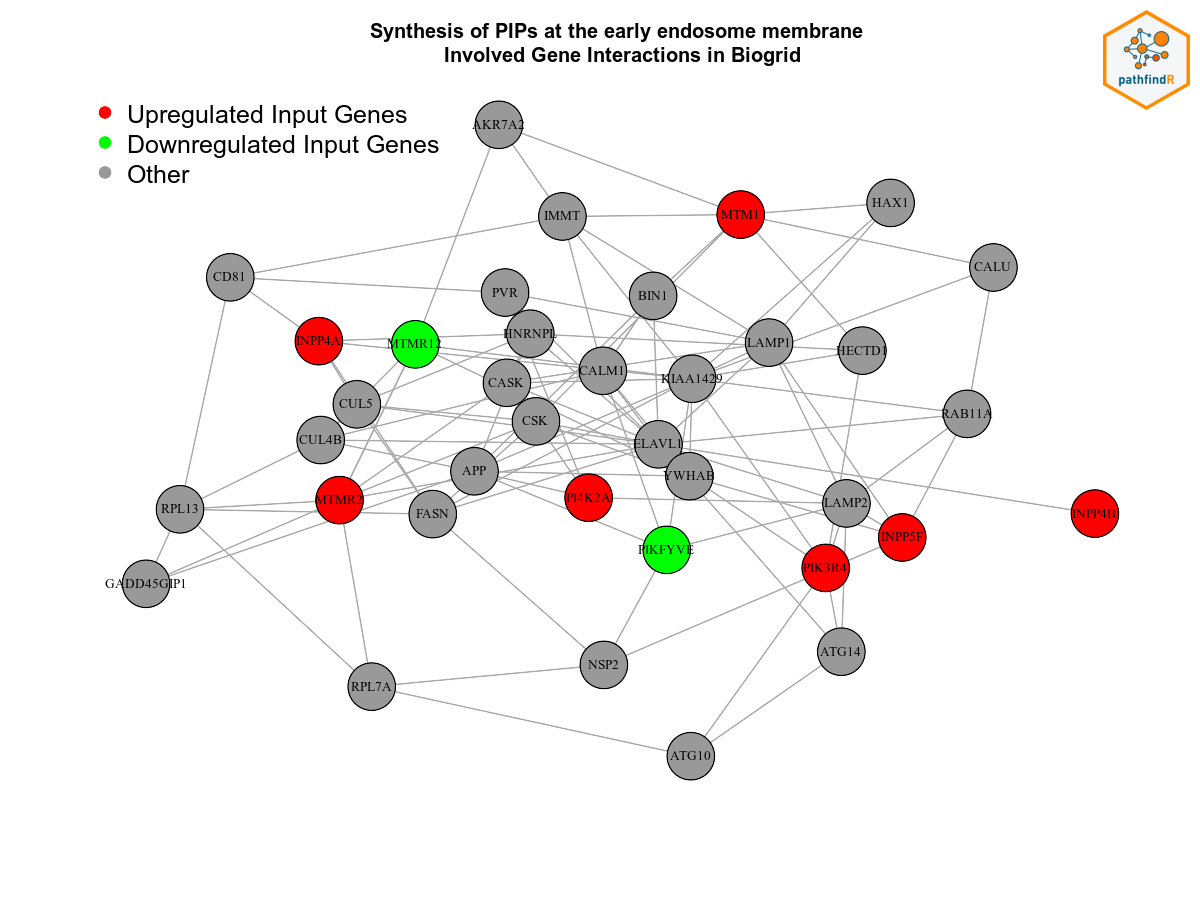 Synthesis of PIPs at the early endosome membrane
Involved Gene Interactions in Biogrid
pathfindR
Upregulated Input Genes
Downregulated Input Genes
Other
AKR7A2
IMMT
MTM1
HAX1
CD81
CALU
PVR
BIN1
INPP4A
MTMR12
HNRNPL
LAMP1
HECTD1
CASK
CALM1
KIAA1429
CUL5
CSK
RAB11A
CUL4B
ELAVL1
APP
YWHAB
RPL13
MTMR2
FASN
PI4K2A
LAMP2
INPP4B
PIKFYVE
INPP5F
GADD45GIP1
PIK3R4
NSP2
ATG14
RPL7A
ATG10